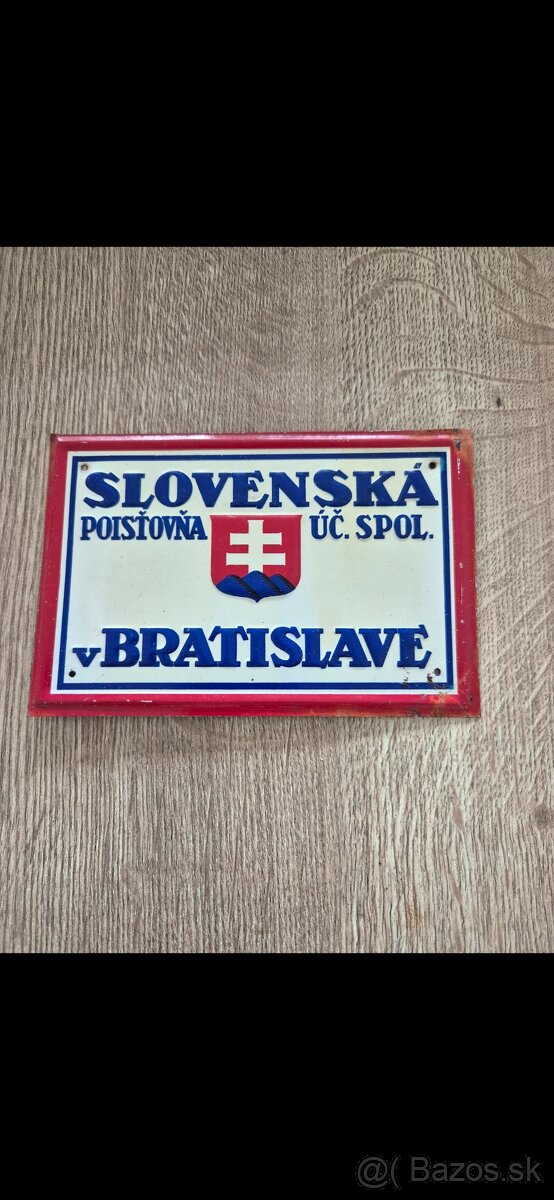 SLOVENSKÁ
POISŤOVŇA ÚČ. SPOL.
v BRATISLAVE
@( Bazos.sk